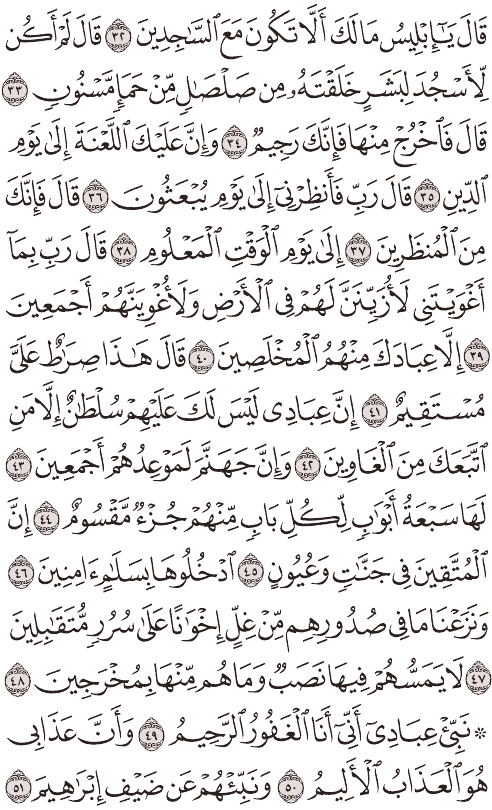 قَالَ يَـٰٓإِبْلِيسُ مَا لَكَ أَلَّا تَكُونَ مَعَ ٱلسَّـٰجِدِينَ ٣٢ قَالَ لَمْ أَكُن
لِّأَسْجُدَ لِبَشَرٍ خَلَقْتَهُۥ مِن صَلْصَـٰلٍ مِّنْ حَمَإٍ مَّسْنُونٍ ٣٣
قَالَ فَٱخْرُجْ مِنْهَا فَإِنَّكَ رَجِيمٌ ٣٤ وَإِنَّ عَلَيْكَ ٱللَّعْنَةَ إِلَىٰ يَوْمِ
ٱلدِّينِ ٣٥ قَالَ رَبِّ فَأَنظِرْنِىٓ إِلَىٰ يَوْمِ يُبْعَثُونَ ٣٦ قَالَ فَإِنَّكَ
مِنَ ٱلْمُنظَرِينَ ٣٧ إِلَىٰ يَوْمِ ٱلْوَقْتِ ٱلْمَعْلُومِ ٣٨ قَالَ رَبِّ بِمَآ
أَغْوَيْتَنِى لَأُزَيِّنَنَّ لَهُمْ فِى ٱلْأَرْضِ وَلَأُغْوِيَنَّهُمْ أَجْمَعِينَ
٣٩ إِلَّا عِبَادَكَ مِنْهُمُ ٱلْمُخْلَصِينَ ٤٠ قَالَ هَـٰذَا صِرَٰطٌ عَلَىَّ
مُسْتَقِيمٌ ٤١ إِنَّ عِبَادِى لَيْسَ لَكَ عَلَيْهِمْ سُلْطَـٰنٌ إِلَّا مَنِ
ٱتَّبَعَكَ مِنَ ٱلْغَاوِينَ ٤٢ وَإِنَّ جَهَنَّمَ لَمَوْعِدُهُمْ أَجْمَعِينَ ٤٣
لَهَا سَبْعَةُ أَبْوَٰبٍ لِّكُلِّ بَابٍ مِّنْهُمْ جُزْءٌ مَّقْسُومٌ ٤٤ إِنَّ
ٱلْمُتَّقِينَ فِى جَنَّـٰتٍ وَعُيُونٍ ٤٥ ٱدْخُلُوهَا بِسَلَـٰمٍ ءَامِنِينَ ٤٦
وَنَزَعْنَا مَا فِى صُدُورِهِم مِّنْ غِلٍّ إِخْوَٰنًا عَلَىٰ سُرُرٍ مُّتَقَـٰبِلِينَ
٤٧ لَا يَمَسُّهُمْ فِيهَا نَصَبٌ وَمَا هُم مِّنْهَا بِمُخْرَجِينَ ٤٨
۞ نَبِّئْ عِبَادِىٓ أَنِّىٓ أَنَا ٱلْغَفُورُ ٱلرَّحِيمُ ٤٩ وَأَنَّ عَذَابِى
هُوَ ٱلْعَذَابُ ٱلْأَلِيمُ ٥٠ وَنَبِّئْهُمْ عَن ضَيْفِ إِبْرَٰهِيمَ ٥١